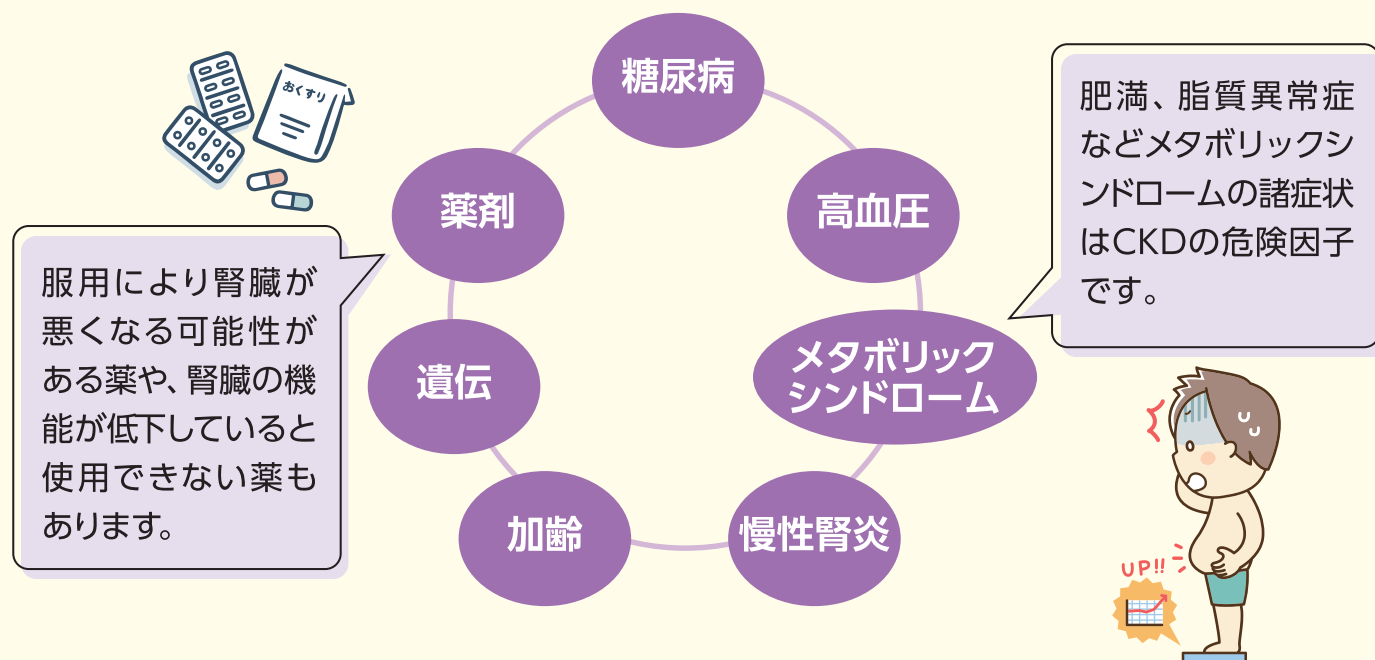 糖尿病
高血圧
メタボリック
シンドローム
慢性腎炎
加齢
遺伝
薬剤
おくすり
服用により腎臓が
悪くなる可能性が
ある薬や、腎臓の機
能が低下していると
使用できない薬も
あります。
肥満、脂質異常症
などメタボリックシ
ンドロームの諸症状
はCKDの危険因子
です。
UP!!